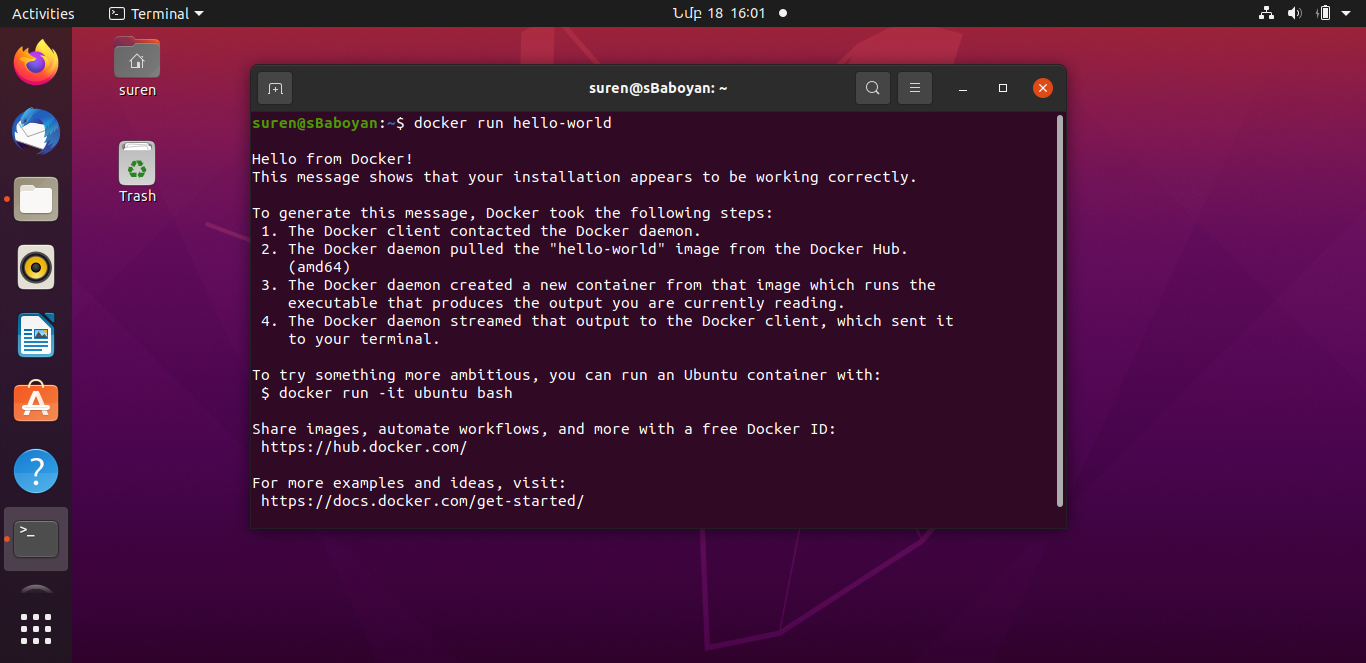 Activities
Terminal
Նմբ 18 16:01
suren
Trash
suren@sBaboyan: ~
suren@sBaboyan:~$ docker run hello-world
Hello from Docker!
This message shows that your installation appears to be working correctly.
To generate this message, Docker took the following steps:
1. The Docker client contacted the Docker daemon.
2. The Docker daemon pulled the "hello-world" image from the Docker Hub.
(amd64)
3. The Docker daemon created a new container from that image which runs the
executable that produces the output you are currently reading.
4. The Docker daemon streamed that output to the Docker client, which sent it
to your terminal.
To try something more ambitious, you can run an Ubuntu container with:
$ docker run -it ubuntu bash
Share images, automate workflows, and more with a free Docker ID:
https://hub.docker.com/
For more examples and ideas, visit:
https://docs.docker.com/get-started/